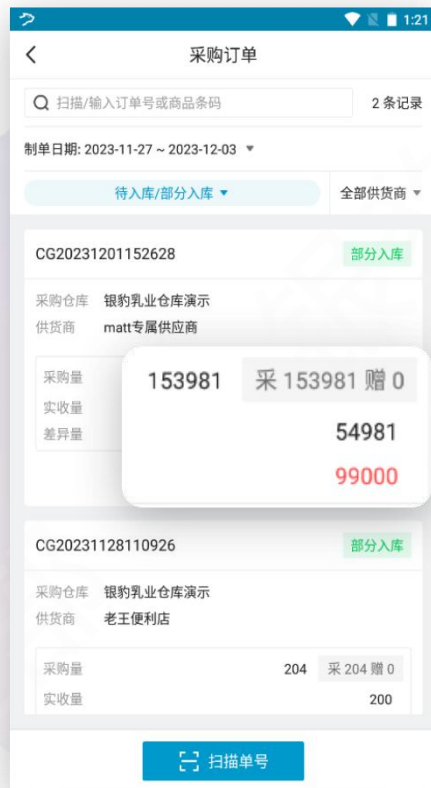 1:21
采购订单
扫描/输入订单号或商品条码 2 条记录
制单日期: 2023-11-27 ~ 2023-12-03
待入库/部分入库 全部供货商
CG20231201152628 部分入库
采购仓库 银豹乳业仓库演示
供货商 matt专属供应商
采购量 153981 采 153981 赠 0
实收量 54981
差异量 99000
CG20231128110926 部分入库
采购仓库 银豹乳业仓库演示
供货商 老王便利店
采购量 204 采 204 赠 0
实收量 200
扫描单号